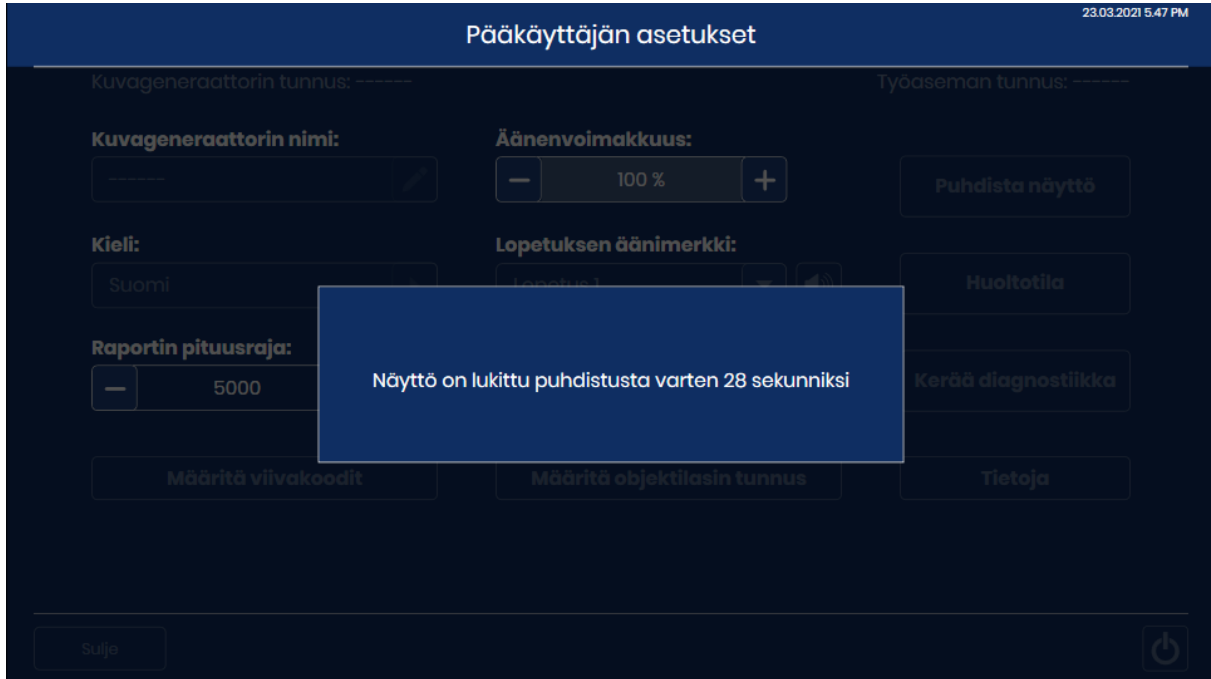 23.03.2021 5.47 PM
Pääkäyttäjän asetukset
Kuvageneraattorin tunnus: ------
Työaseman tunnus: ------
Kuvageneraattorin nimi:
Äänenvoimakkuus:
------
100 %
Puhdista näyttö
Kieli:
Lopetuksen äänimerkki:
Suomi
Lopetus 1
Huoltotila
Raportin pituusraja:
5000
Näyttö on lukittu puhdistusta varten 28 sekunniksi
Kerää diagnostiikka
Määritä viivakoodit
Määritä objektilasin tunnus
Tietoja
Sulje